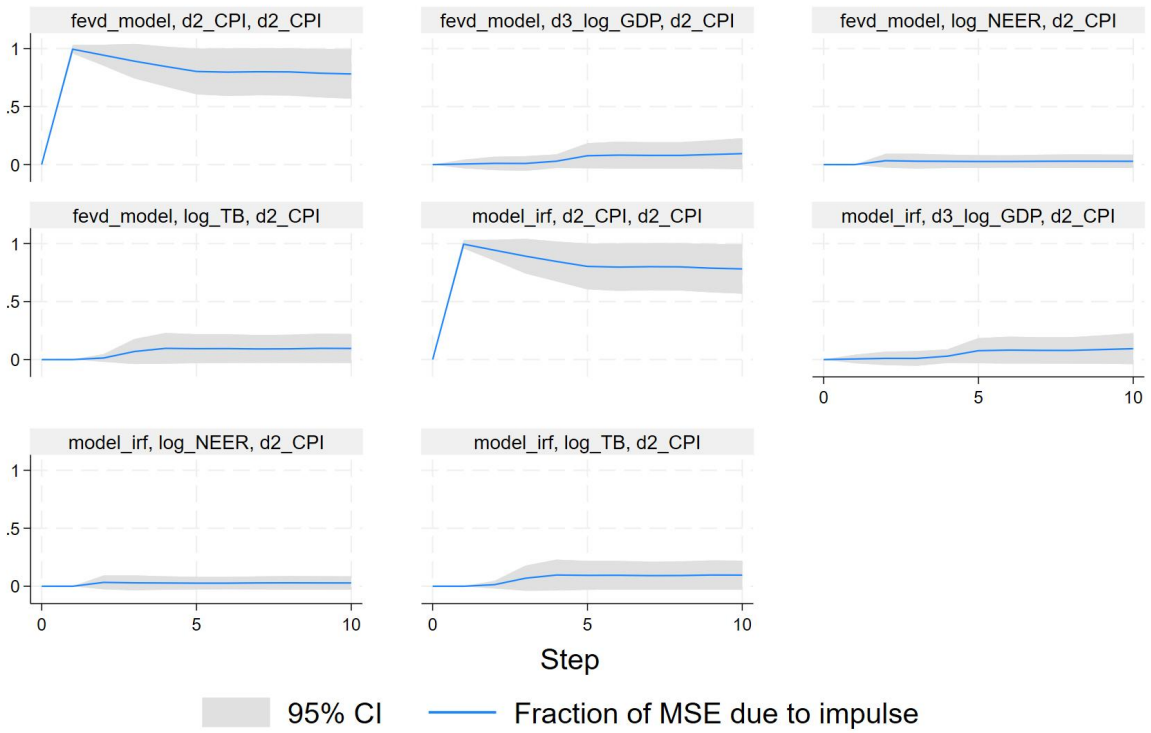 fevd_model, d2_CPI, d2_CPI
fevd_model, d3_log_GDP, d2_CPI
fevd_model, log_NEER, d2_CPI
1
.5
0
fevd_model, log_TB, d2_CPI
model_irf, d2_CPI, d2_CPI
model_irf, d3_log_GDP, d2_CPI
1
.5
0
0 5 10
model_irf, log_NEER, d2_CPI
model_irf, log_TB, d2_CPI
1
.5
0
0 5 10
0 5 10
Step
95% CI
Fraction of MSE due to impulse